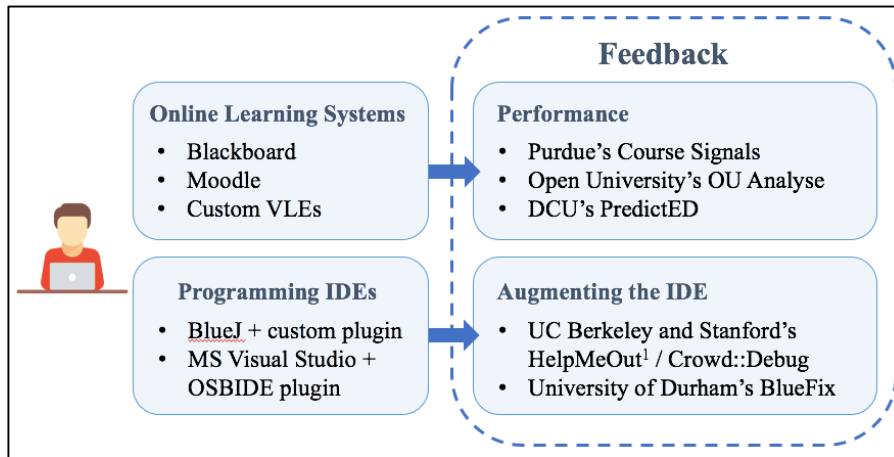 Feedback
Online Learning Systems
• Blackboard
• Moodle
• Custom VLEs
Performance
• Purdue's Course Signals
• Open University's OU Analyse
• DCU's PredictED
Programming IDEs
• BlueJ + custom plugin
• MS Visual Studio +
OSBIDE plugin
Augmenting the IDE
• UC Berkeley and Stanford's
HelpMeOut¹ / Crowd::Debug
• University of Durham's BlueFix